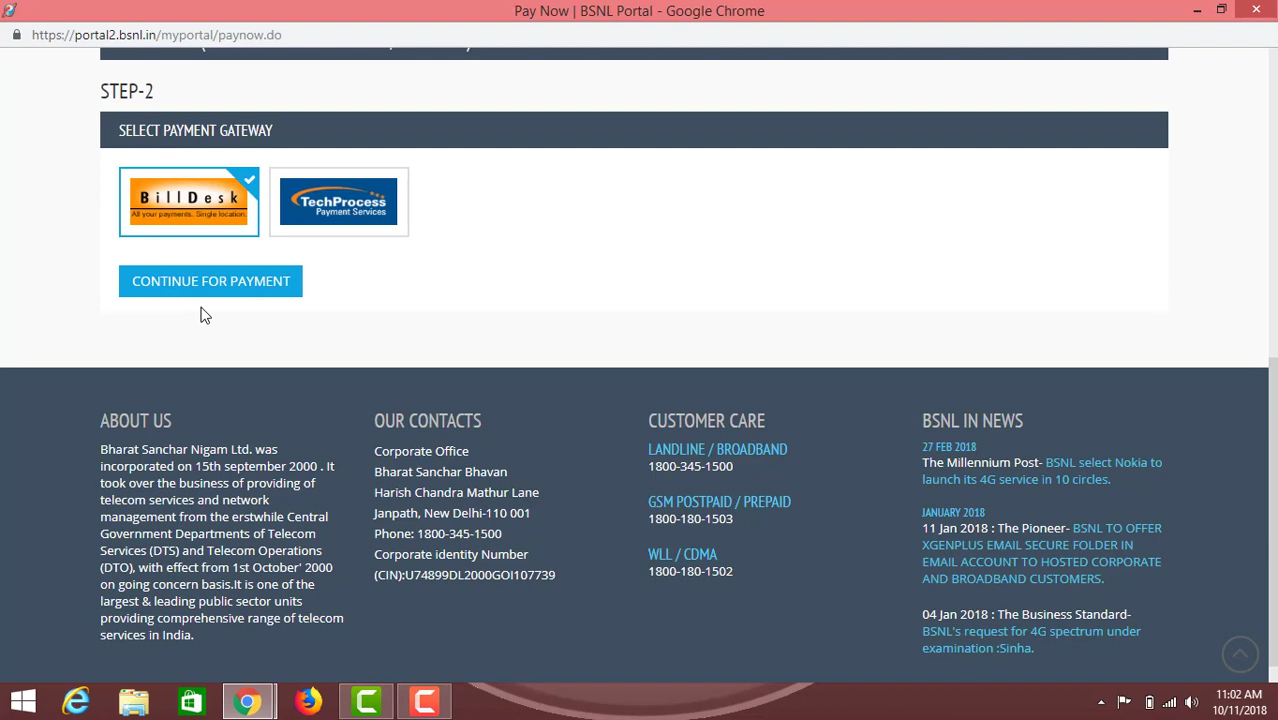 Pay Now | BSNL Portal - Google Chrome
https://portal2.bsnl.in/myportal/paynow.do
STEP-2
SELECT PAYMENT GATEWAY
BillDesk
All your payments. Single location.
TechProcess
Payment Services
CONTINUE FOR PAYMENT
ABOUT US
Bharat Sanchar Nigam Ltd. was
incorporated on 15th september 2000 . It
took over the business of providing of
telecom services and network
management from the erstwhile Central
Government Departments of Telecom
Services (DTS) and Telecom Operations
(DTO), with effect from 1st October' 2000
on going concern basis.It is one of the
largest & leading public sector units
providing comprehensive range of telecom
services in India.
OUR CONTACTS
Corporate Office
Bharat Sanchar Bhavan
Harish Chandra Mathur Lane
Janpath, New Delhi-110 001
Phone: 1800-345-1500
Corporate identity Number
(CIN):U74899DL2000GOI107739
CUSTOMER CARE
LANDLINE / BROADBAND
1800-345-1500
GSM POSTPAID / PREPAID
1800-180-1503
WLL / CDMA
1800-180-1502
BSNL IN NEWS
27 FEB 2018
The Millennium Post- BSNL select Nokia to
launch its 4G service in 10 circles.
JANUARY 2018
11 Jan 2018 : The Pioneer- BSNL TO OFFER
XGENPLUS EMAIL SECURE FOLDER IN
EMAIL ACCOUNT TO HOSTED CORPORATE
AND BROADBAND CUSTOMERS.
04 Jan 2018 : The Business Standard-
BSNL's request for 4G spectrum under
examination :Sinha.
11:02 AM
10/11/2018